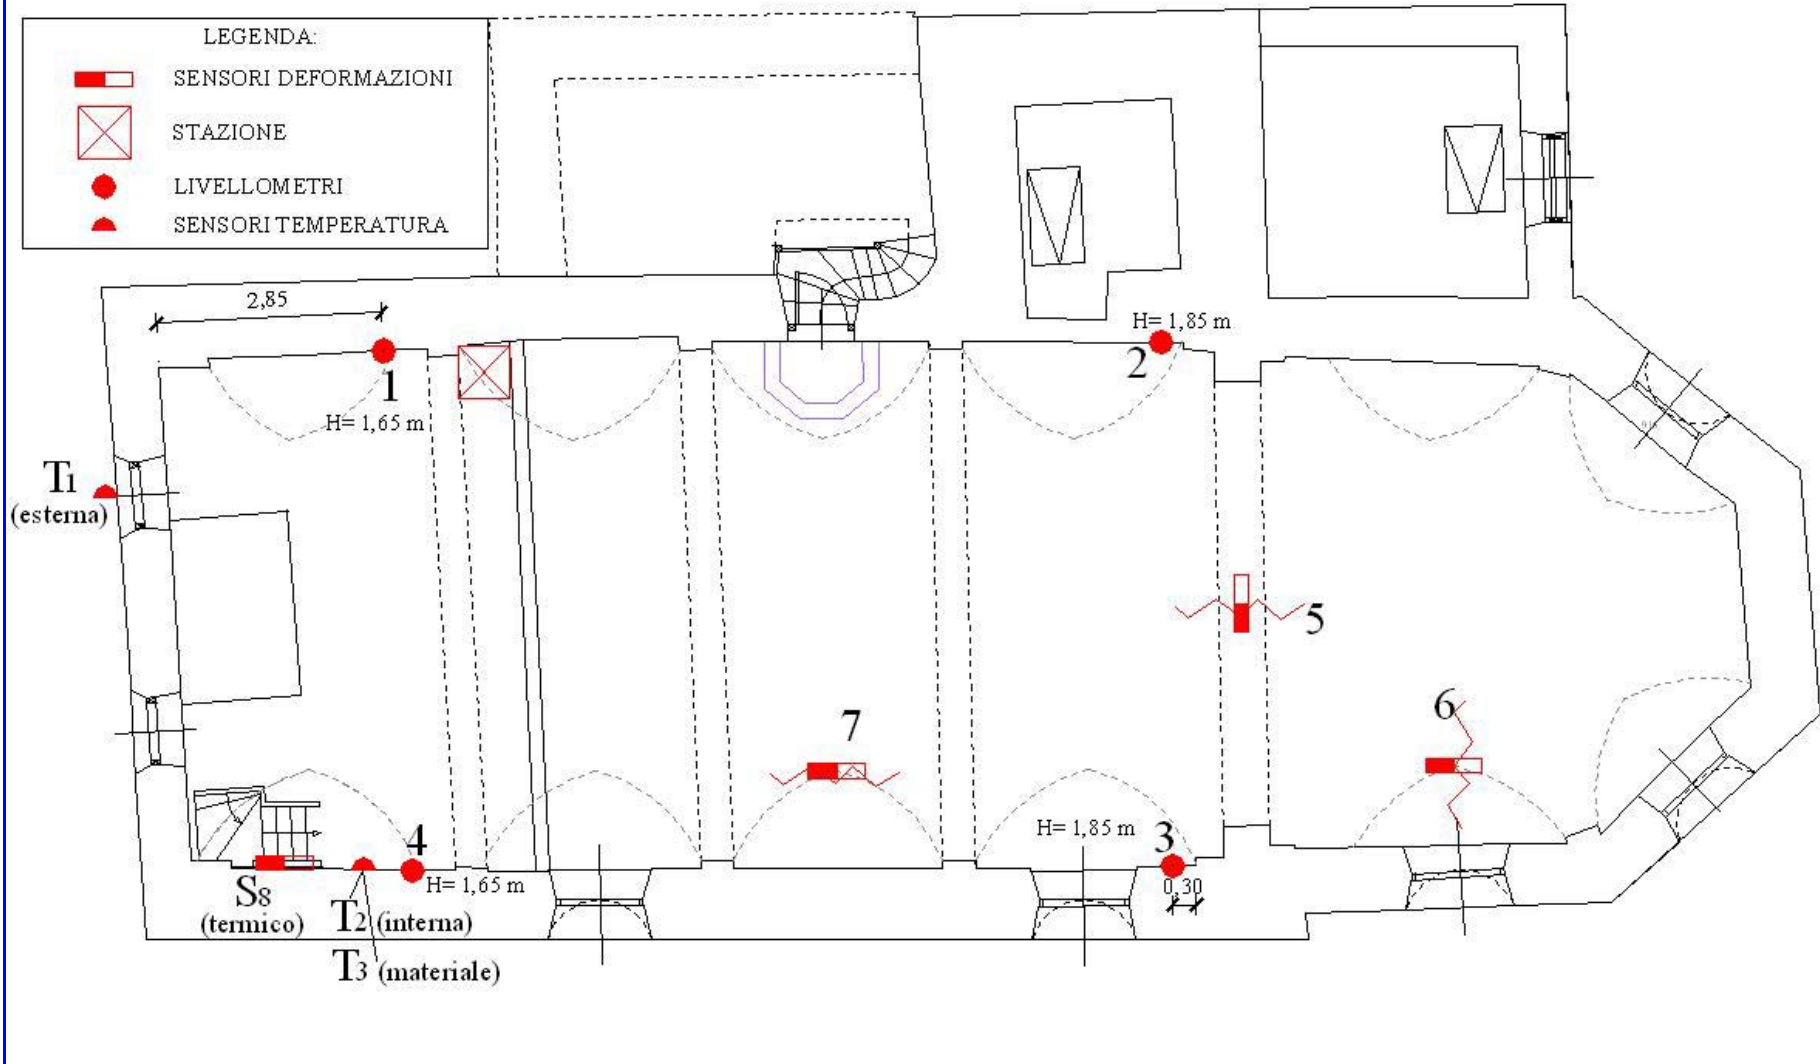 LEGENDA:
SENSORI DEFORMAZIONI
STAZIONE
LIVELLOMETRI
SENSORI TEMPERATURA
2,85
H= 1,85 m
1
2
H= 1,65 m
T1
(esterna)
5
6
7
H= 1,85 m
3
4
H= 1,65 m
0,30
S8
(termico)
T2 (interna)
T3 (materiale)